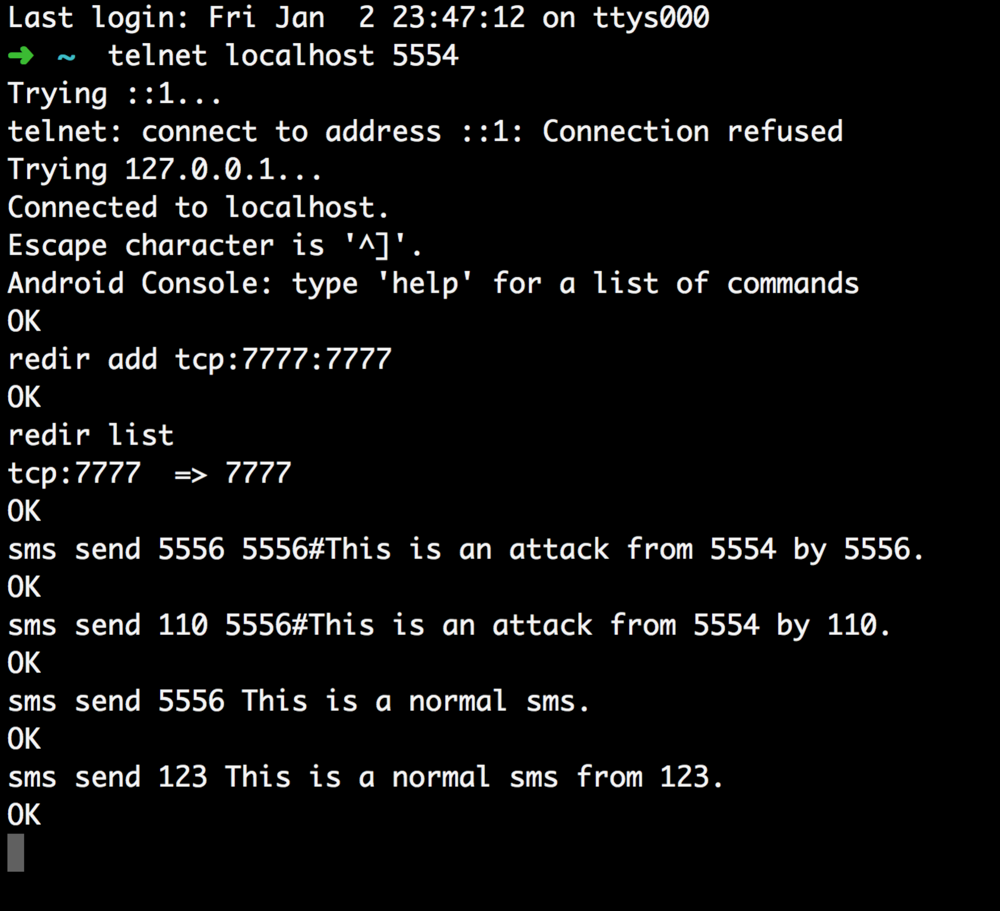 Last login: Fri Jan  2 23:47:12 on ttys000
➜ ~  telnet localhost 5554
Trying ::1...
telnet: connect to address ::1: Connection refused
Trying 127.0.0.1...
Connected to localhost.
Escape character is '^]'.
Android Console: type 'help' for a list of commands
OK
redir add tcp:7777:7777
OK
redir list
tcp:7777  => 7777
OK
sms send 5556 5556#This is an attack from 5554 by 5556.
OK
sms send 110 5556#This is an attack from 5554 by 110.
OK
sms send 5556 This is a normal sms.
OK
sms send 123 This is a normal sms from 123.
OK